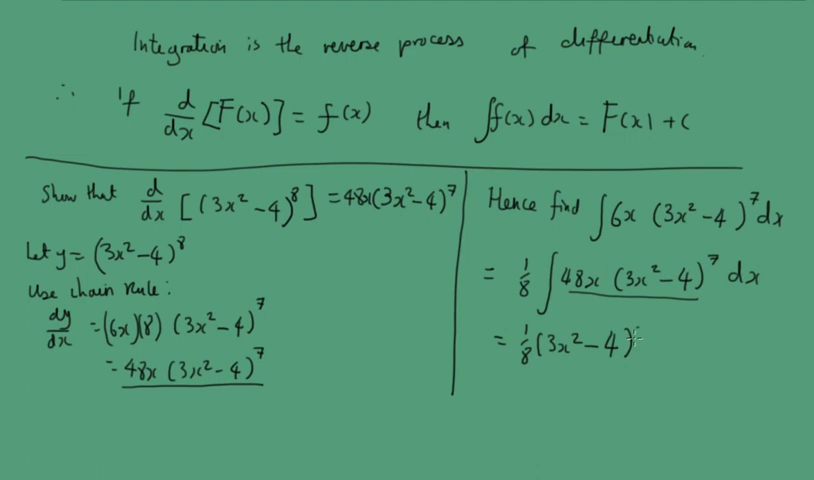 Integration is the reverse process of differentiation
∴ If d/dx [F(x)] = f(x) then ∫f(x) dx = F(x) + c
Show that d/dx [(3x² - 4)⁸] = 48x(3x² - 4)⁷
Let y = (3x² - 4)⁸
Use chain rule:
dy/dx = (6x)(8) (3x² - 4)⁷
= 48x (3x² - 4)⁷
Hence find ∫6x (3x² - 4)⁷ dx
= 1/8 ∫48x (3x² - 4)⁷ dx
= 1/8 (3x² - 4)